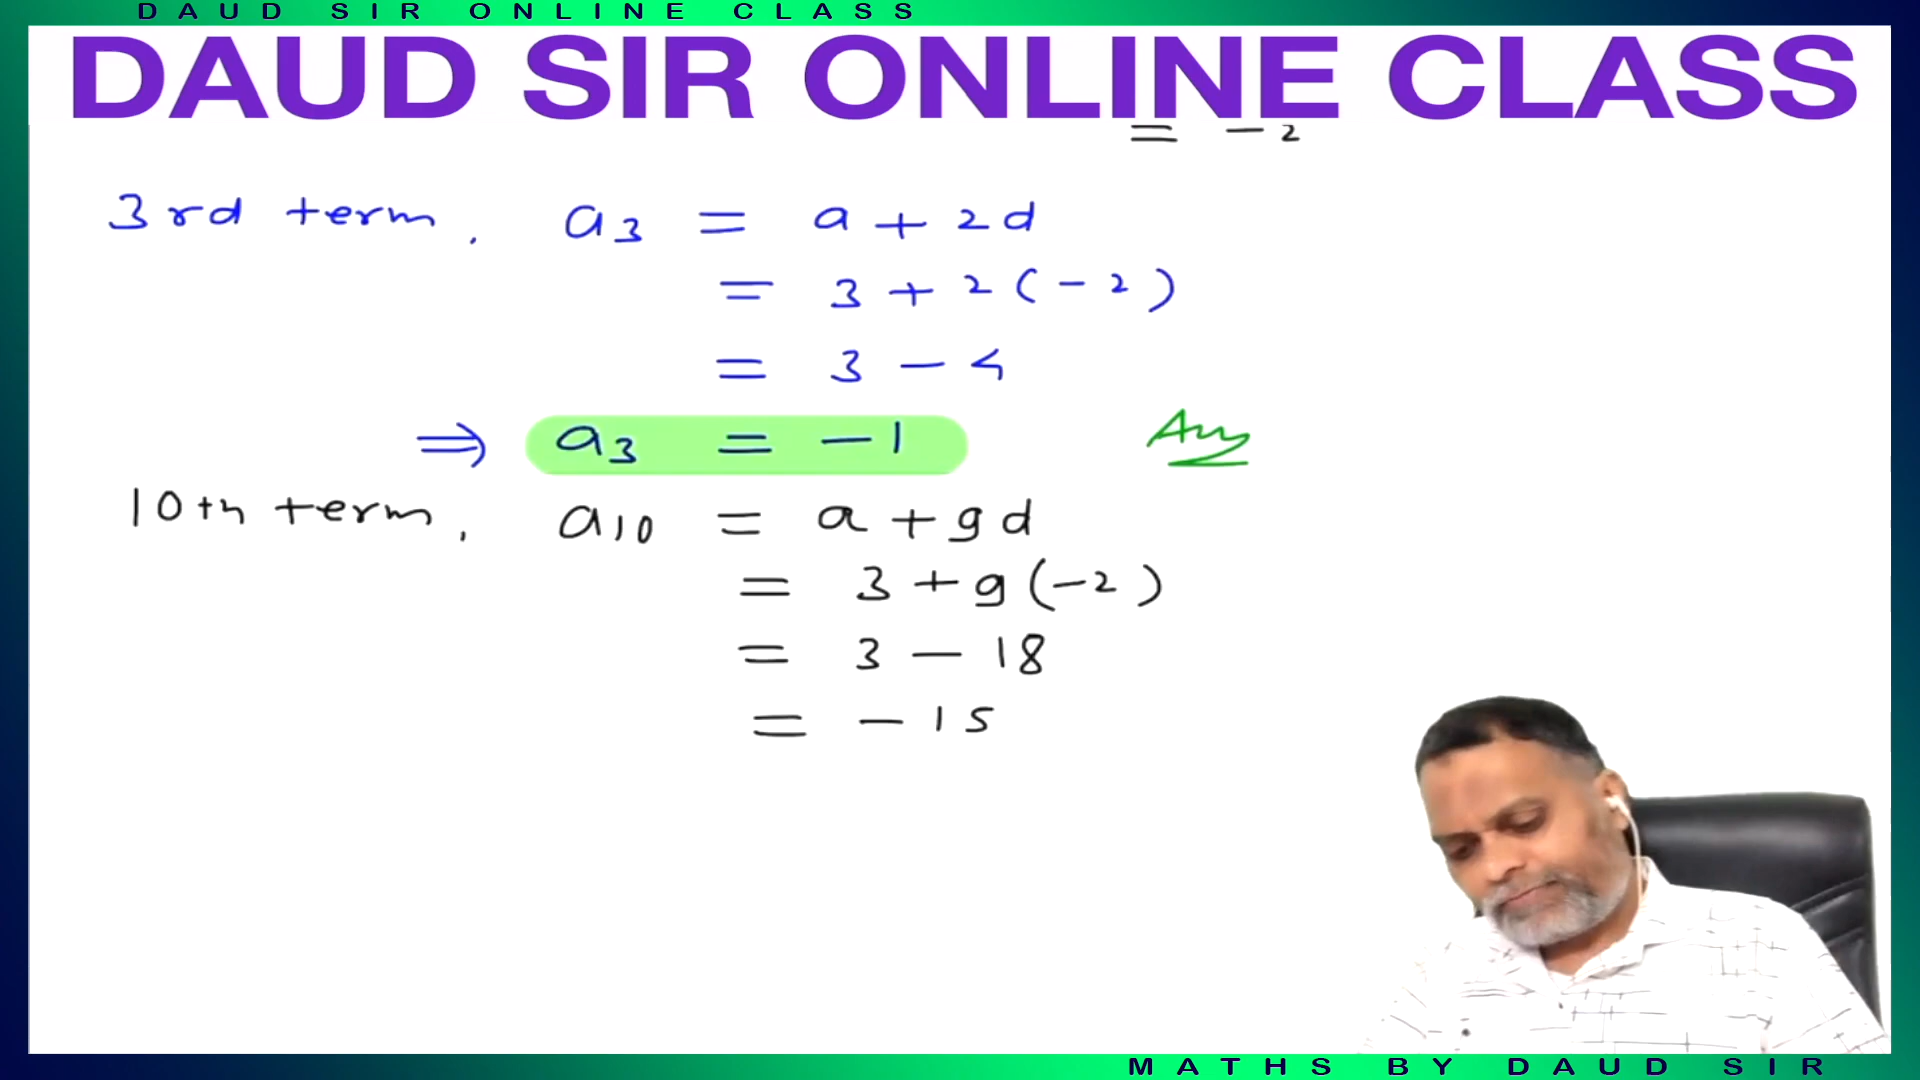 DAUD SIR ONLINE CLASS
DAUD SIR ONLINE CLASS
= -2
3rd term, a3 = a + 2d
= 3 + 2(-2)
= 3 - 4
⇒ a3 = -1 Ans
10th term, a10 = a + 9d
= 3 + 9(-2)
= 3 - 18
= -15
MATHS BY DAUD SIR